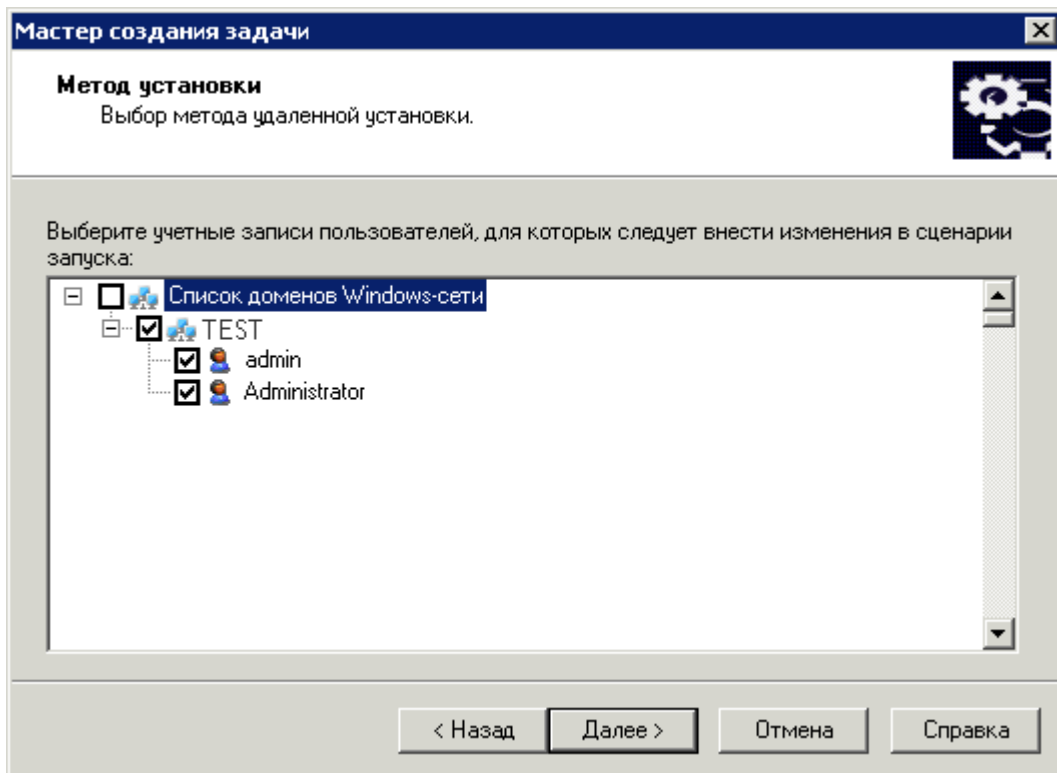 Мастер создания задачи
Метод установки
Выбор метода удаленной установки.
Выберите учетные записи пользователей, для которых следует внести изменения в сценарии
запуска:
Список доменов Windows-сети
TEST
admin
Administrator
< Назад
Далее >
Отмена
Справка